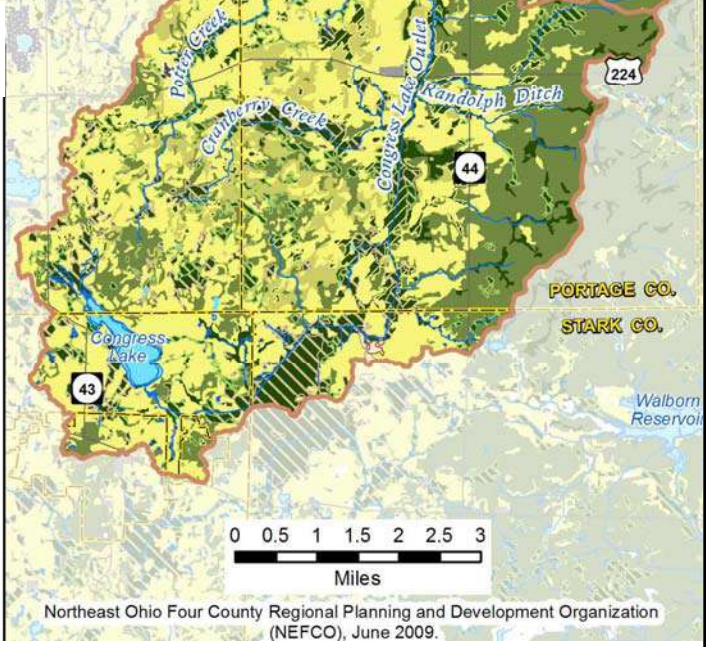 Potter Creek
224
Congress Lake Outlet
Randolph Ditch
Cranberry Creek
44
PORTAGE CO.
STARK CO.
Congress
Lake
43
Walborn
Reservoir
0 0.5 1 1.5 2 2.5 3
Miles
Northeast Ohio Four County Regional Planning and Development Organization
(NEFCO), June 2009.